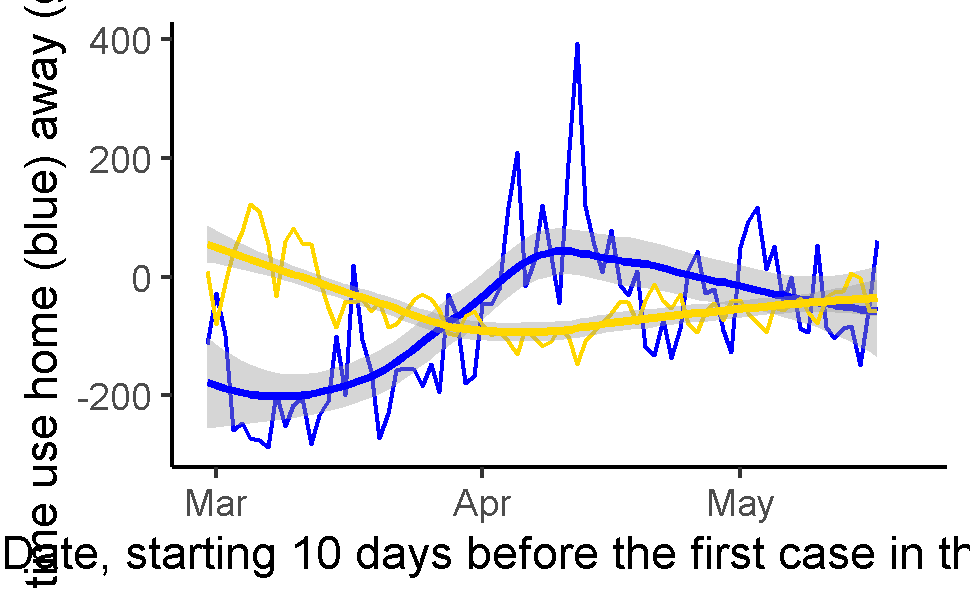 time use home (blue) away (
400
200
0
-200
Mar Apr May
Date, starting 10 days before the first case in th